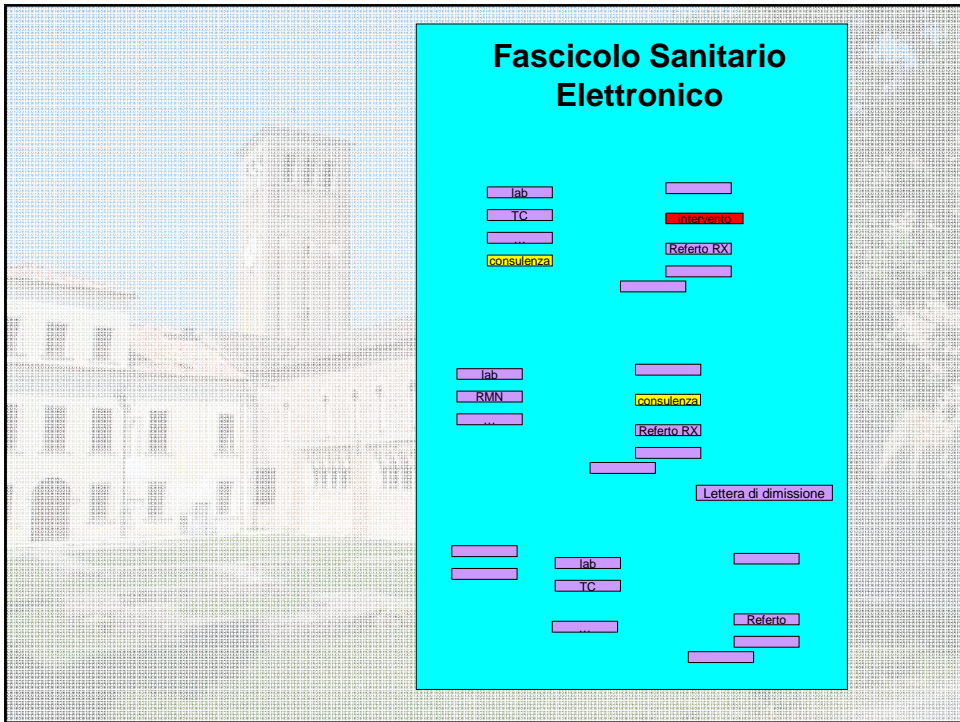 Fascicolo Sanitario
Elettronico
lab
TC
...
consulenza
Intervento
Referto RX
lab
RMN
...
consulenza
Referto RX
Lettera di dimissione
lab
TC
...
Referto